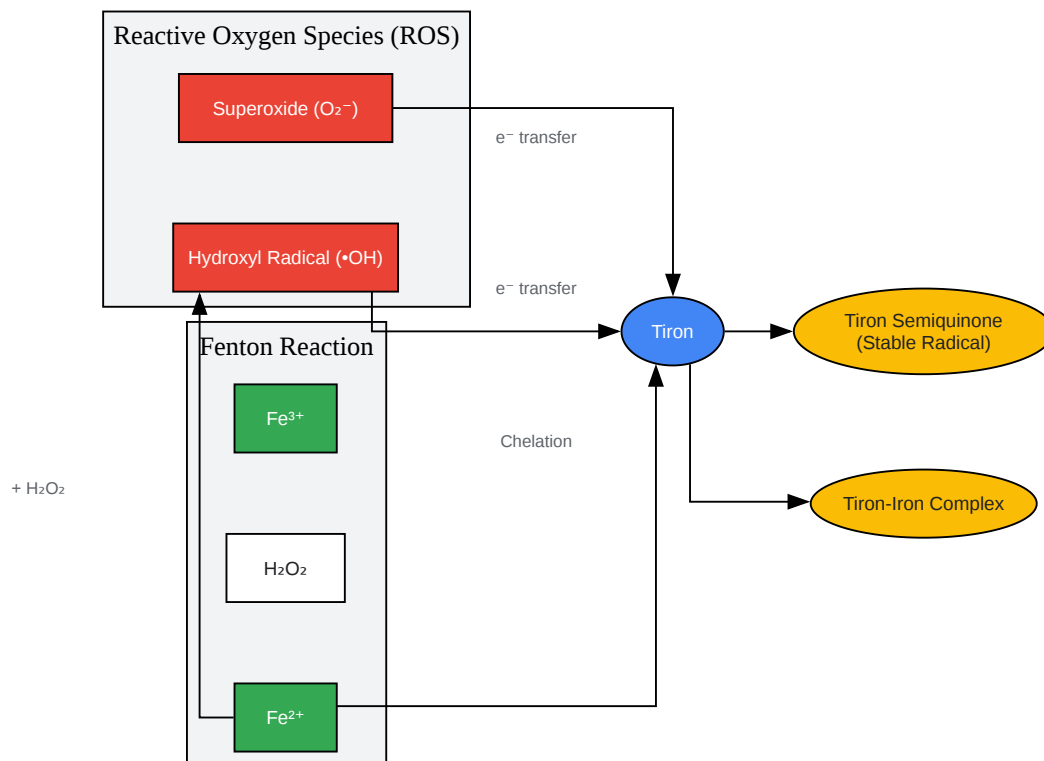 Reactive Oxygen Species (ROS)
Superoxide (O₂⁻)
e⁻ transfer
Hydroxyl Radical (•OH)
e⁻ transfer
Tiron
Tiron Semiquinone
(Stable Radical)
Fenton Reaction
Fe³⁺
Chelation
+ H₂O₂
Tiron-Iron Complex
H₂O₂
Fe²⁺